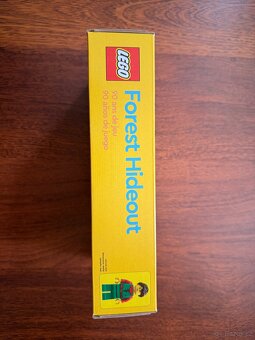 LEGO
Forest Hideout
90 ans de jeu
90 años de juego